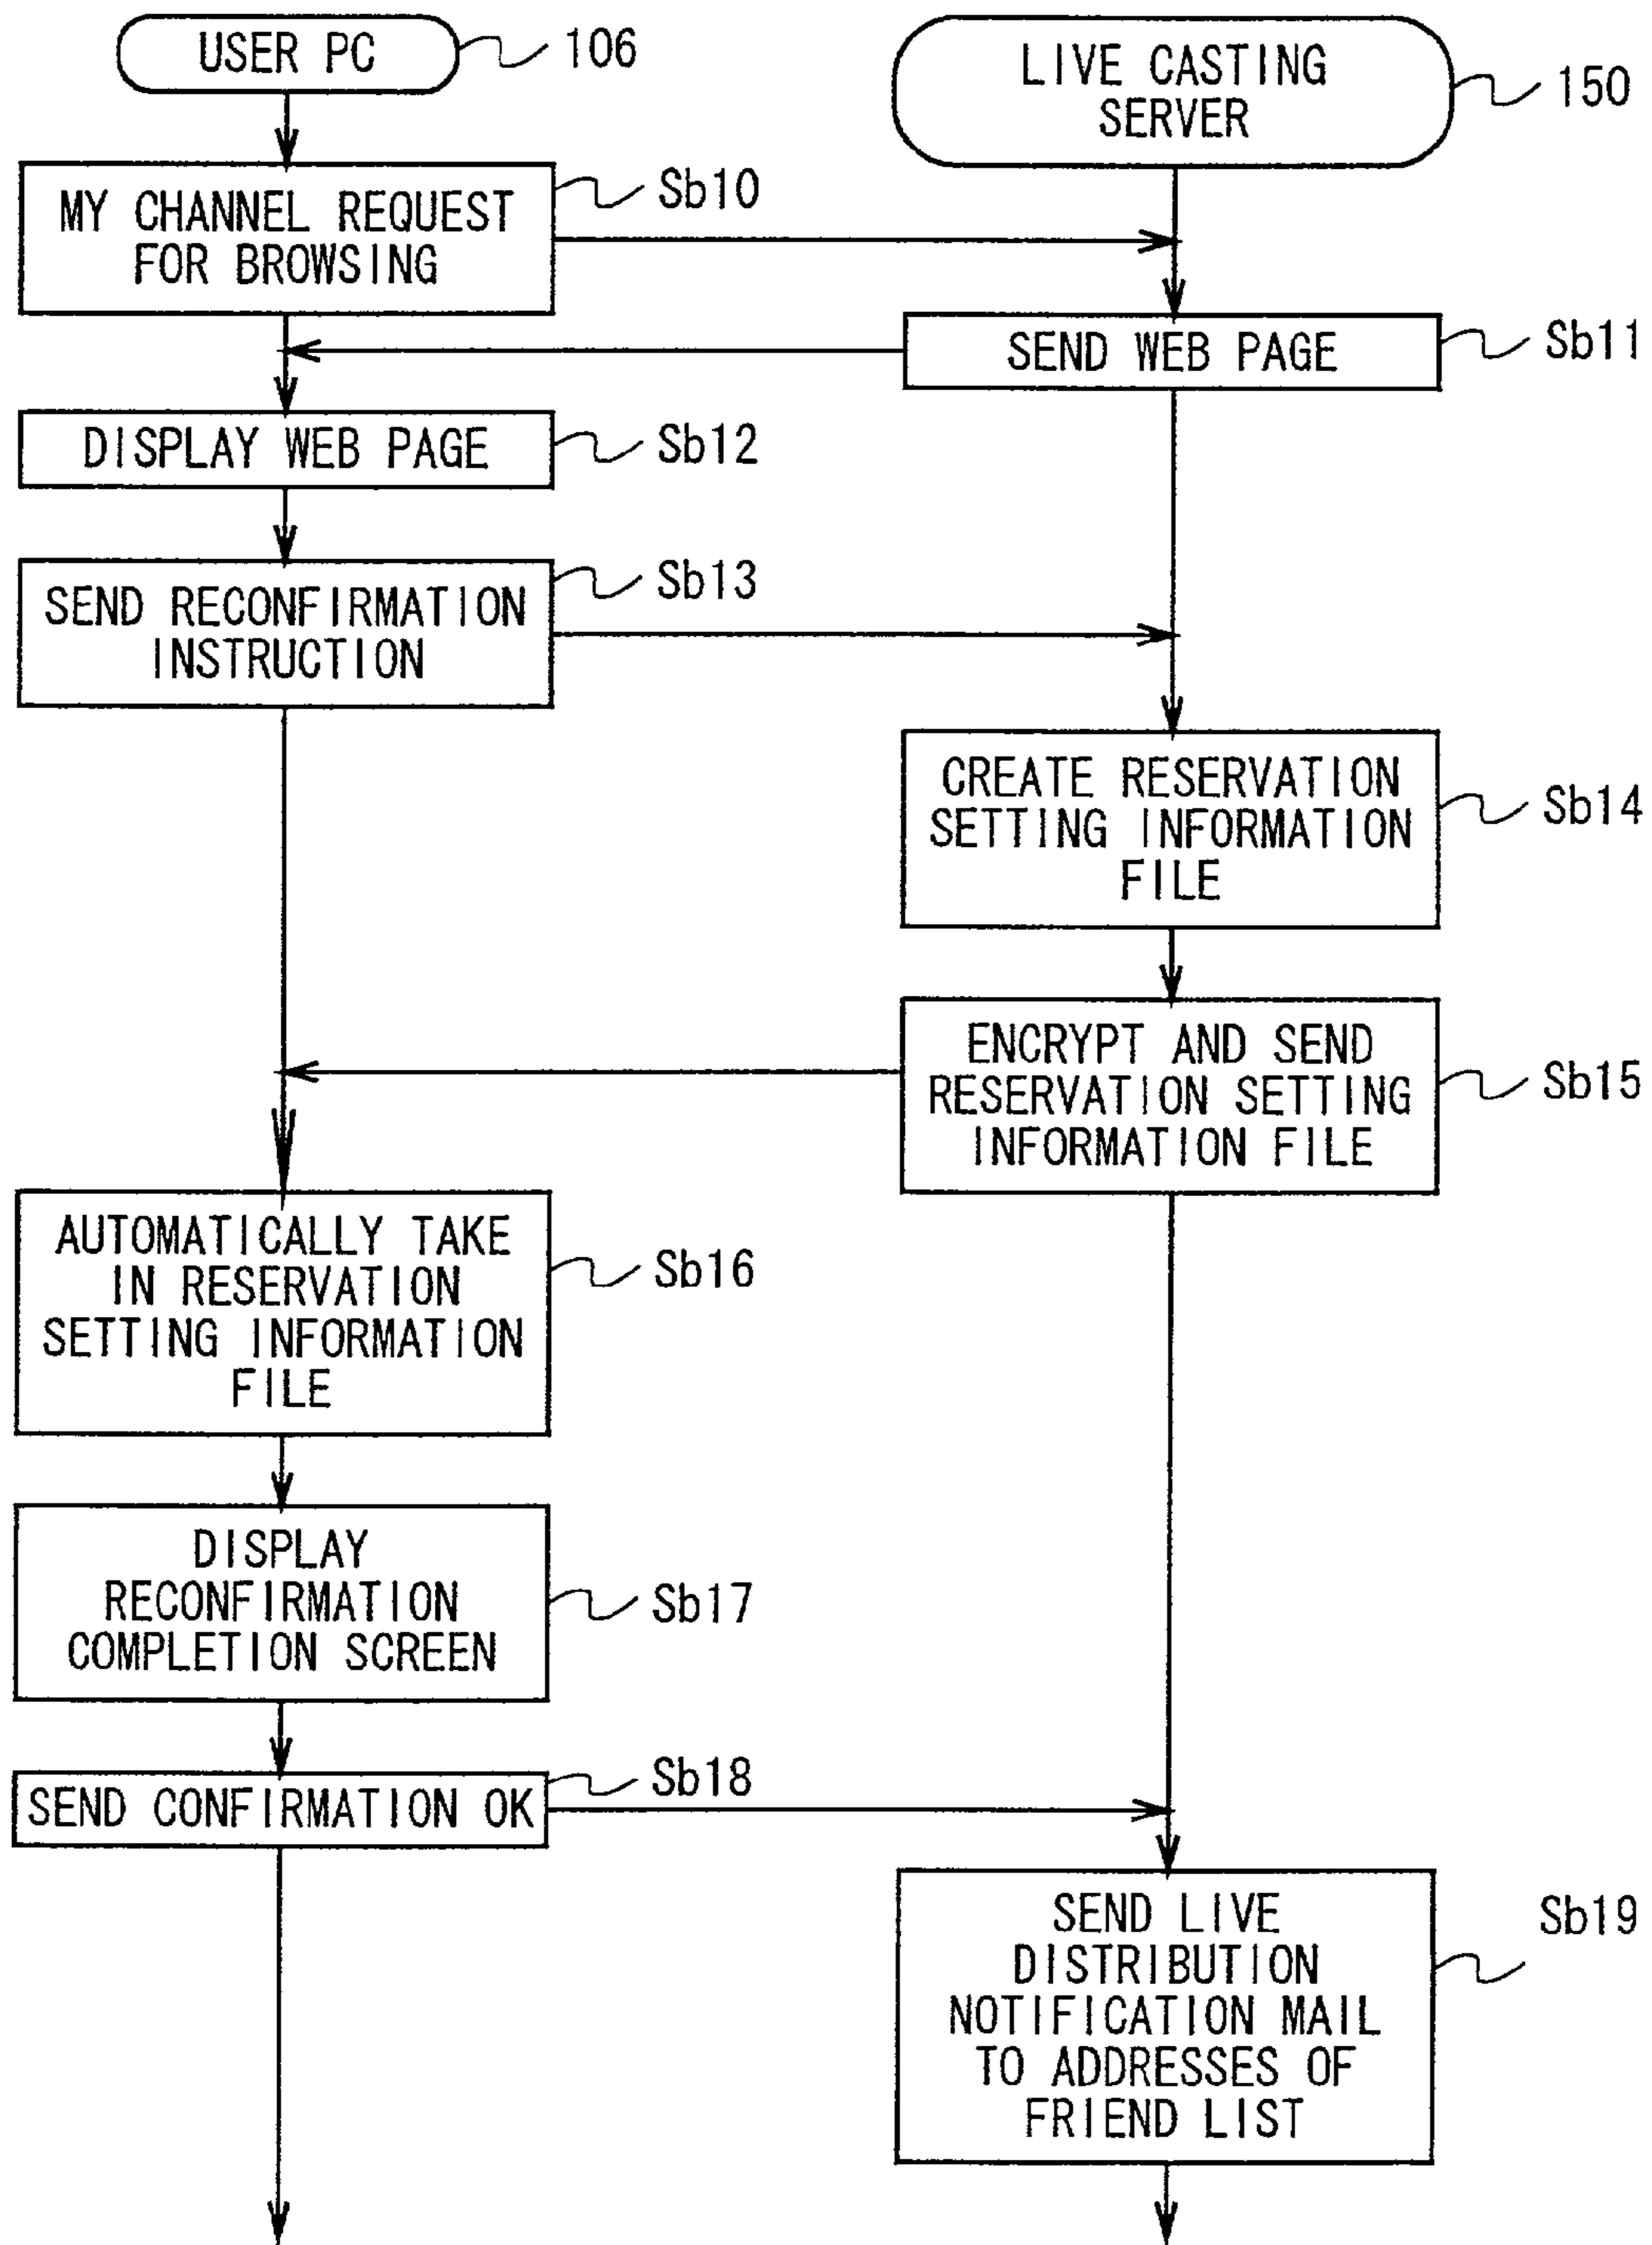 USER PC
106
LIVE CASTING
SERVER
150
MY CHANNEL REQUEST
FOR BROWSING
Sb10
SEND WEB PAGE
Sb11
DISPLAY WEB PAGE
Sb12
SEND RECONFIRMATION
INSTRUCTION
Sb13
CREATE RESERVATION
SETTING INFORMATION
FILE
Sb14
ENCRYPT AND SEND
RESERVATION SETTING
INFORMATION FILE
Sb15
AUTOMATICALLY TAKE
IN RESERVATION
SETTING INFORMATION
FILE
Sb16
DISPLAY
RECONFIRMATION
COMPLETION SCREEN
Sb17
SEND CONFIRMATION OK
Sb18
SEND LIVE
DISTRIBUTION
NOTIFICATION MAIL
TO ADDRESSES OF
FRIEND LIST
Sb19